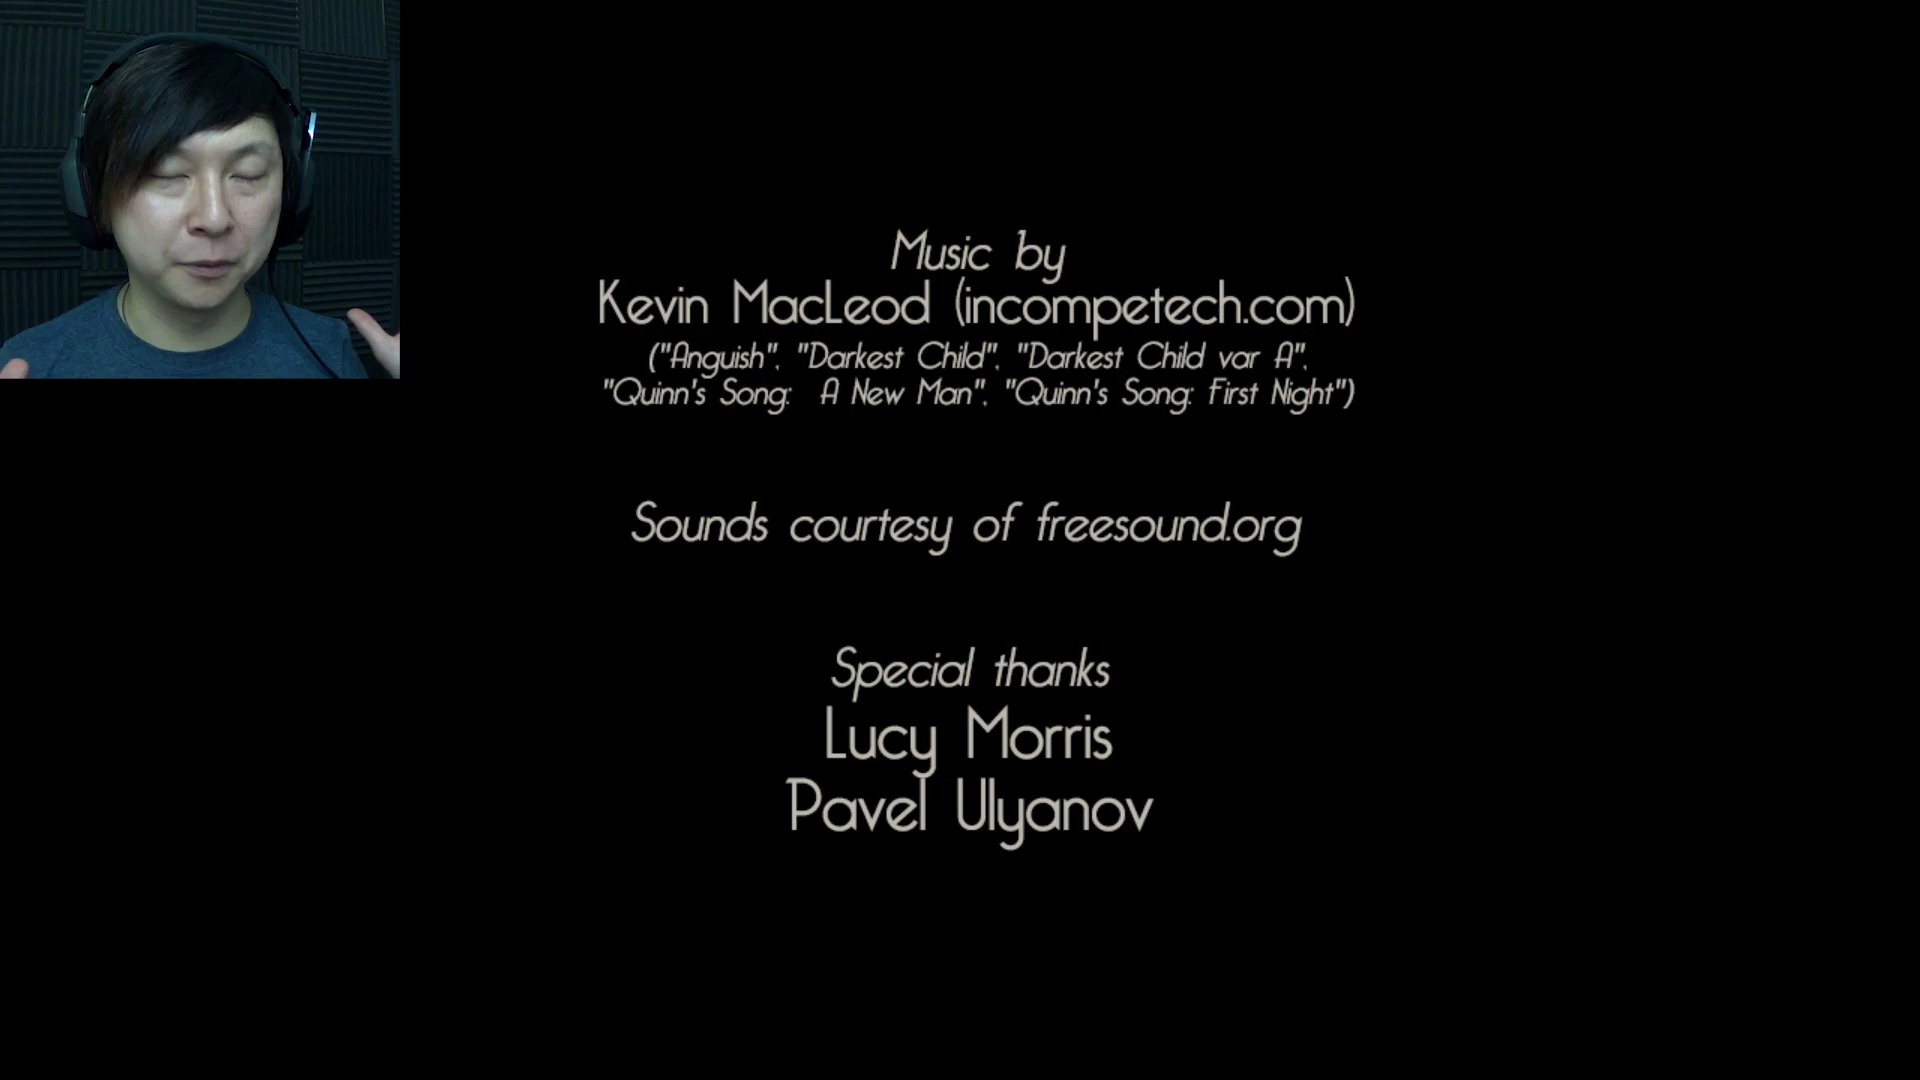 Music by
Kevin MacLeod (incompetech.com)
("Anguish", "Darkest Child", "Darkest Child var A",
"Quinn's Song: A New Man", "Quinn's Song: First Night")
Sounds courtesy of freesound.org
Special thanks
Lucy Morris
Pavel Ulyanov